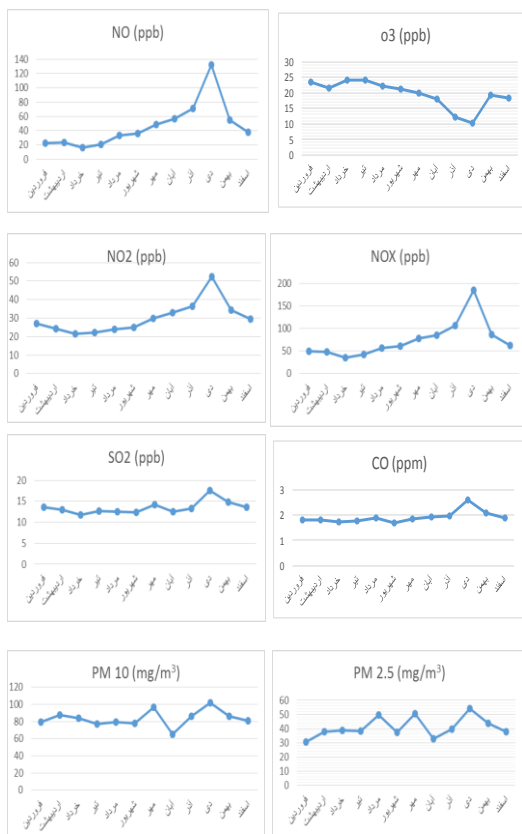 NO (ppb)
140
120
100
80
60
40
20
0
فروردین
اردیبهشت
خرداد
تیر
مرداد
شهریور
مهر
آبان
آذر
دی
بهمن
اسفند
o3 (ppb)
30
25
20
15
10
5
0
فروردین
اردیبهشت
خرداد
تیر
مرداد
شهریور
مهر
آبان
آذر
دی
بهمن
اسفند
NO2 (ppb)
60
50
40
30
20
10
0
فروردین
اردیبهشت
خرداد
تیر
مرداد
شهریور
مهر
آبان
آذر
دی
بهمن
اسفند
NOX (ppb)
200
150
100
50
0
فروردین
اردیبهشت
خرداد
تیر
مرداد
شهریور
مهر
آبان
آذر
دی
بهمن
اسفند
SO2 (ppb)
20
15
10
5
0
فروردین
اردیبهشت
خرداد
تیر
مرداد
شهریور
مهر
آبان
آذر
دی
بهمن
اسفند
CO (ppm)
3
2
1
0
فروردین
اردیبهشت
خرداد
تیر
مرداد
شهریور
مهر
آبان
آذر
دی
بهمن
اسفند
PM 10 (mg/m³)
120
100
80
60
40
20
0
فروردین
اردیبهشت
خرداد
تیر
مرداد
شهریور
مهر
آبان
آذر
دی
بهمن
اسفند
PM 2.5 (mg/m³)
60
50
40
30
20
10
0
فروردین
اردیبهشت
خرداد
تیر
مرداد
شهریور
مهر
آبان
آذر
دی
بهمن
اسفند